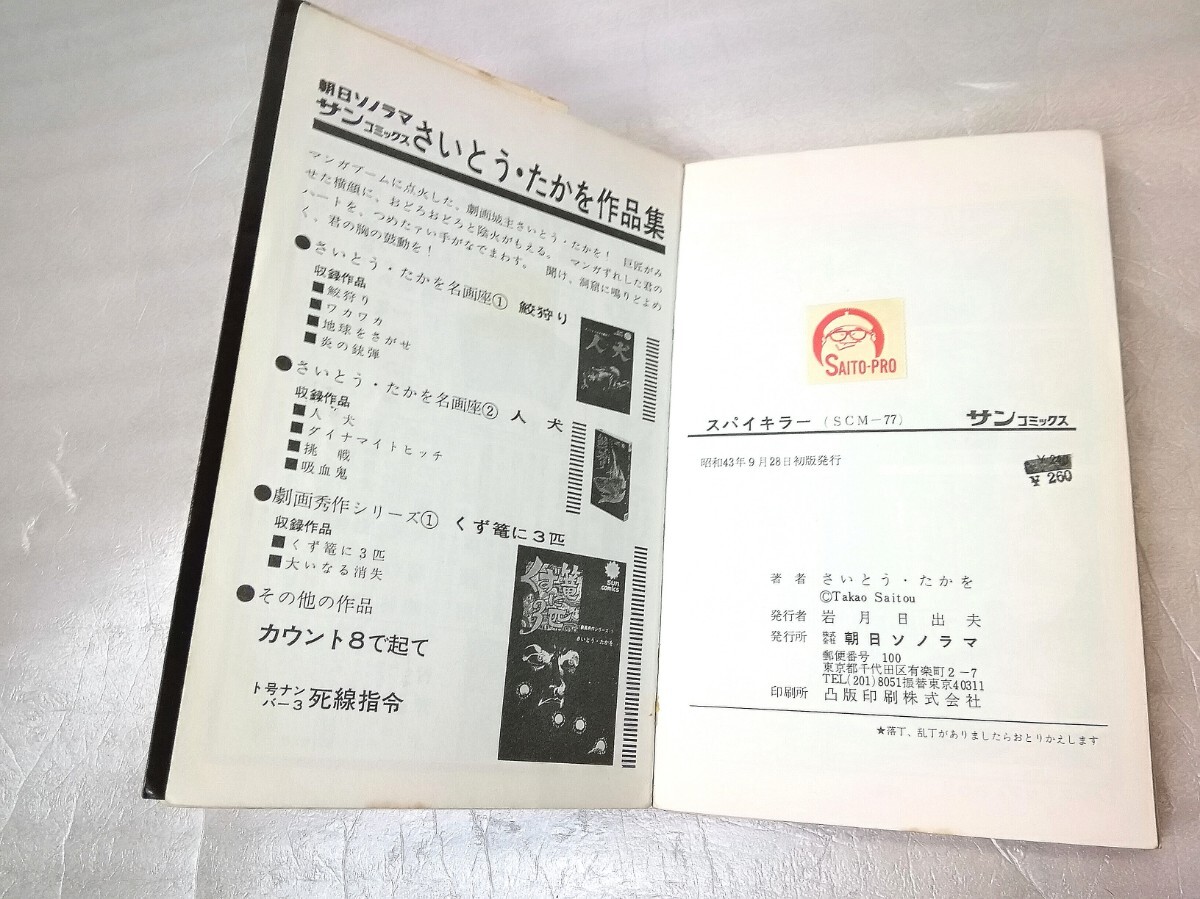 朝日ソノラマ
サンコミックス さいとう・たかを作品集
マンガブームに点火した、劇画城主さいとう・たかを! 巨匠がみ
せた横顔に、おどろおどろと陰火がもえる。 マンガずれした君の
ハートを、つめたァい手がなでまわす。 聞け、洞窟に鳴りどよめ
く、君の胸の鼓動を!
●さいとう・たかを名画座① 鮫狩り
収録作品
■鮫狩り
■ワカワカ
■地球をさがせ
■炎の銃弾
人犬
●さいとう・たかを名画座② 人犬
収録作品
■人犬
■ダイナマイトヒッチ
■挑戦
■吸血鬼
●劇画秀作シリーズ① くず篭に3匹
収録作品
■くず篭に3匹
■大いなる消失
sun
comics
さいとう・たかを
●その他の作品
カウント8で起て
ト号ナン
バー3 死線指令
SAITO-PRO
スパイキラー (SCM-77) サンコミックス
昭和43年9月28日初版発行
¥240
¥260
著者 さいとう・たかを
©Takao Saitou
発行者 岩月日出夫
発行所 株式会社 朝日ソノラマ
郵便番号 100
東京都千代田区有楽町2-7
TEL(201)8051振替東京40311
印刷所 凸版印刷株式会社
★落丁、乱丁がありましたらおとりかえします